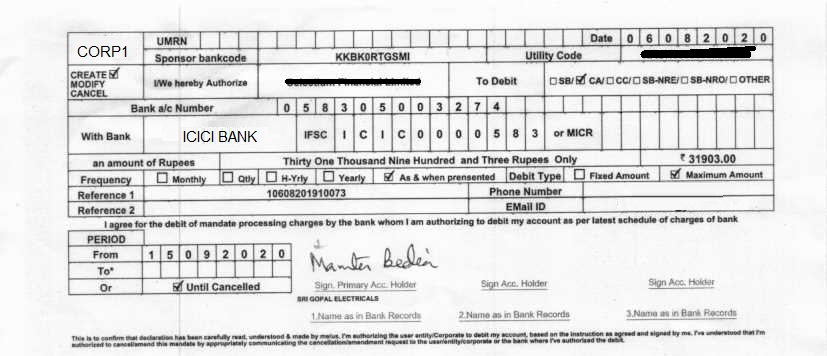 CORP1
UMRN Date 0 6 0 8 2 0 2 0
Sponsor bankcode KKBK0RTGSMI Utility Code
CREATE ☑
MODIFY
CANCEL
I/We hereby Authorize To Debit ☐ SB/ ☑ CA/ ☐ CC/ ☐ SB-NRE/ ☐ SB-NRO/ ☐ OTHER
Bank a/c Number 0 5 8 3 0 5 0 0 3 2 7 4
With Bank ICICI BANK IFSC I C I C 0 0 0 0 5 8 3 or MICR
an amount of Rupees Thirty One Thousand Nine Hundred and Three Rupees Only ₹ 31903.00
Frequency ☐ Monthly ☐ Qtly ☐ H-Yrly ☐ Yearly ☑ As & when prensented Debit Type ☐ Fixed Amount ☑ Maximum Amount
Reference 1 10608201910073 Phone Number
Reference 2 EMail ID
I agree for the debit of mandate processing charges by the bank whom I am authorizing to debit my account as per latest schedule of charges of bank
PERIOD
From 1 5 0 9 2 0 2 0
To*
Or ☑ Until Cancelled
Sign. Primary Acc. Holder Sign Acc. Holder Sign Acc. Holder
SRI GOPAL ELECTRICALS
1.Name as in Bank Records 2.Name as in Bank Records 3.Name as in Bank Records
This is to confirm that declaration has been carefully read, understood & made by me/us. I'm authorizing the user entity/Corporate to debit my account, based on the instruction as agreed and signed by me. I've understood that I'm
authorized to cancel/amend this mandate by appropriately communicating the cancellation/amendment request to the user/entity/corporate or the bank where I've authorized the debit.